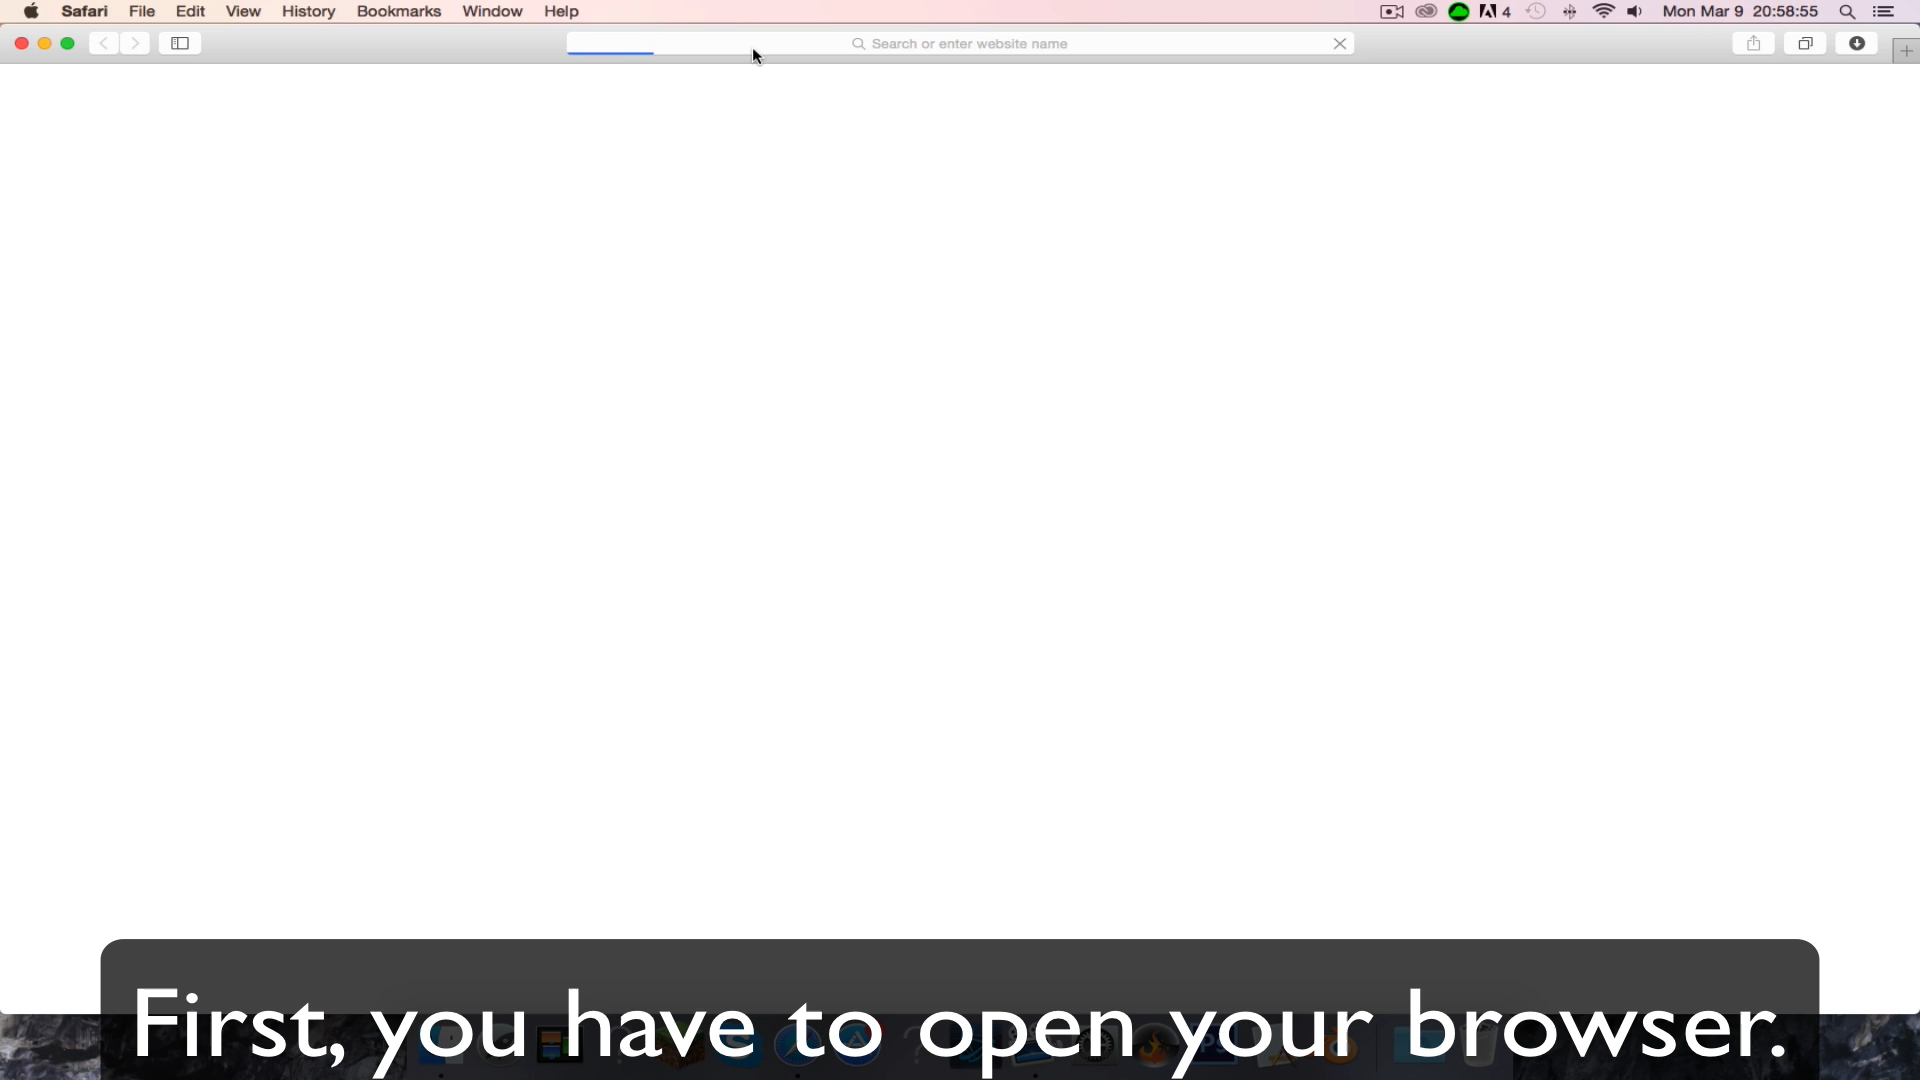 Safari File Edit View History Bookmarks Window Help 4 Mon Mar 9 20:58:55
Search or enter website name
First, you have to open your browser.